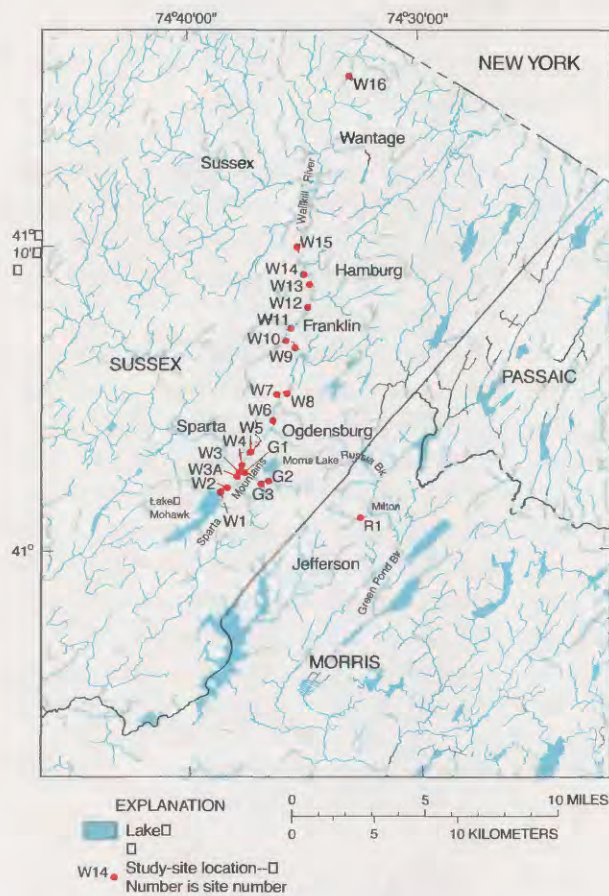 74°40'00"
74°30'00"
NEW YORK
W16
Wantage
Sussex
Wallkill River
41°
10'
W15
W14
Hamburg
W13
W12
W11
Franklin
W10
W9
SUSSEX
PASSAIC
W7
W8
W6
Sparta
Ogdensburg
W5
W4
G1
W3
Morris Lake
Russia Bk
W3A
Mountains
G2
W2
G3
Lake
Mohawk
Milton
W1
Sparta
R1
41°
Jefferson
Green Pond Bk
MORRIS
EXPLANATION
Lake
W14
Study-site location--
Number is site number
0 5 10 MILES
0 5 10 KILOMETERS